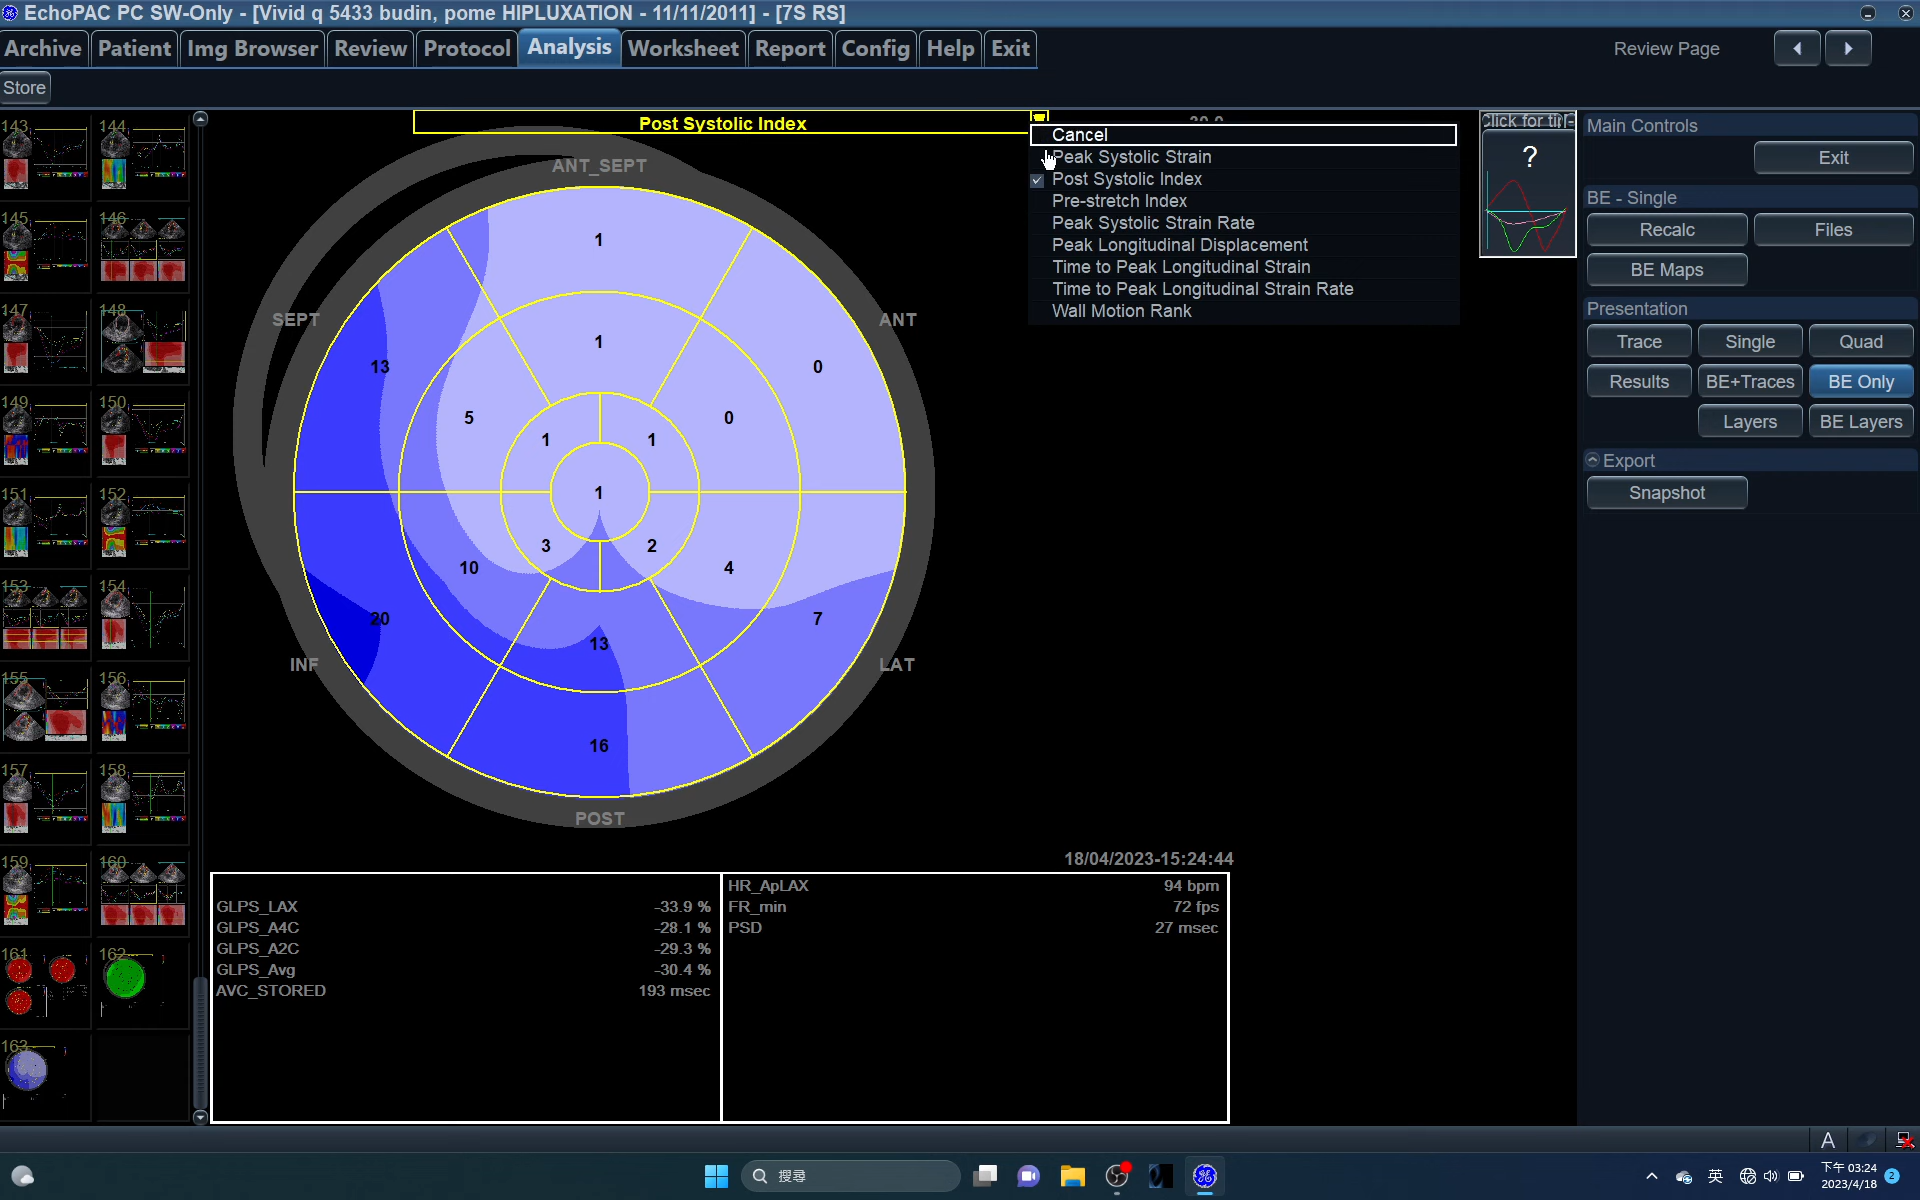 EchoPAC PC SW-Only - [Vivid q 5433 budin, pome HIPLUXATION - 11/11/2011] - [7S RS]
Archive Patient Img Browser Review Protocol Analysis Worksheet Report Config Help Exit
Review Page
Store
143 144
145 146
147 148
149 150
151 152
153 154
155 156
157 158
159 160
161 162
163
Post Systolic Index
Cancel
Peak Systolic Strain
Post Systolic Index
Pre-stretch Index
Peak Systolic Strain Rate
Peak Longitudinal Displacement
Time to Peak Longitudinal Strain
Time to Peak Longitudinal Strain Rate
Wall Motion Rank
ANT_SEPT
SEPT
ANT
INF
LAT
POST
1
1
13
0
5
0
1
1
1
3
2
10
4
20
7
13
16
18/04/2023-15:24:44
GLPS_LAX -33.9 %
GLPS_A4C -28.1 %
GLPS_A2C -29.3 %
GLPS_Avg -30.4 %
AVC_STORED 193 msec
HR_ApLAX 94 bpm
FR_min 72 fps
PSD 27 msec
Click for
?
Main Controls
Exit
BE - Single
Recalc Files
BE Maps
Presentation
Trace Single Quad
Results BE+Traces BE Only
Layers BE Layers
Export
Snapshot
A
搜尋
英
下午 03:24
2023/4/18
2